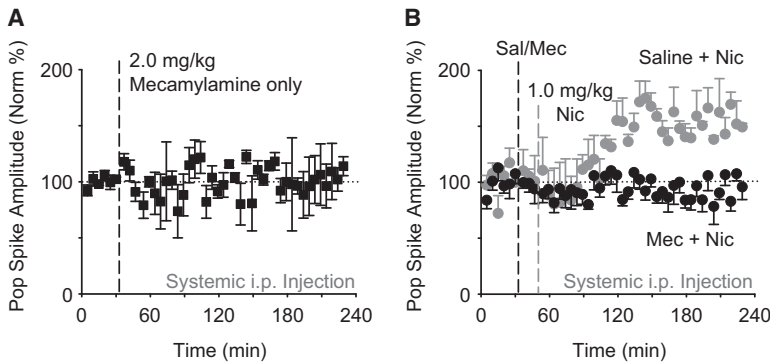 A
2.0 mg/kg
Mecamylamine only
Pop Spike Amplitude (Norm %)
200
100
0
Systemic i.p. Injection
0
60
120
180
240
Time (min)
B
Sal/Mec
Saline + Nic
1.0 mg/kg
Nic
Pop Spike Amplitude (Norm %)
200
100
0
Mec + Nic
Systemic i.p. Injection
0
60
120
180
240
Time (min)